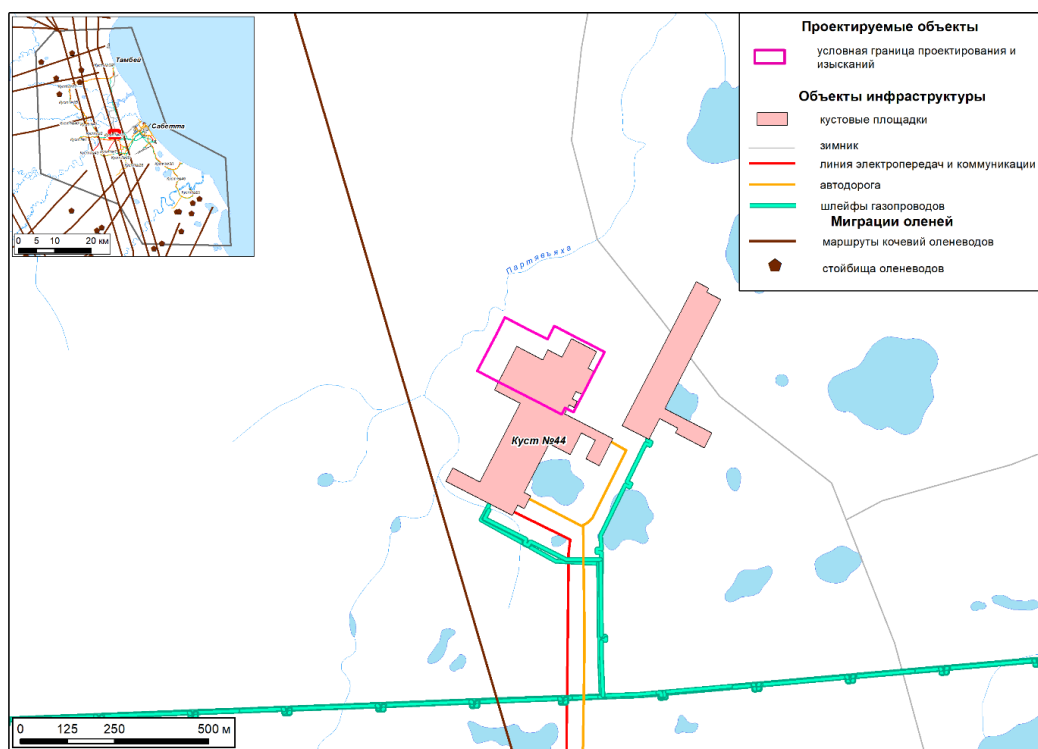 Тамбей
Сабетта
0 5 10 20 км
Проектируемые объекты
условная граница проектирования и
изысканий
Объекты инфраструктуры
кустовые площадки
зимник
линия электропередач и коммуникации
автодорога
шлейфы газопроводов
Миграции оленей
маршруты кочевий оленеводов
стойбища оленеводов
Партявъяха
Куст №44
0 125 250 500 м